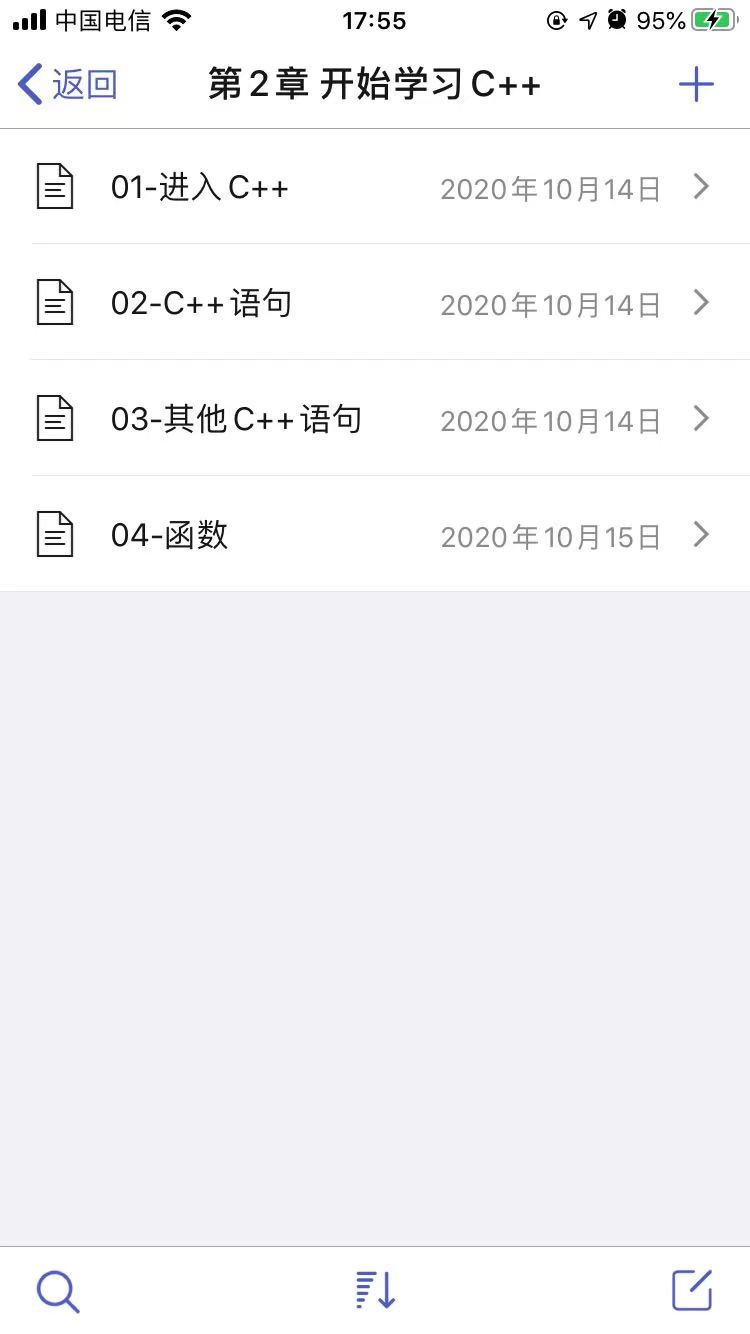 中国电信 17:55 95%
返回 第2章 开始学习C++
01-进入C++ 2020年10月14日
02-C++语句 2020年10月14日
03-其他C++语句 2020年10月14日
04-函数 2020年10月15日